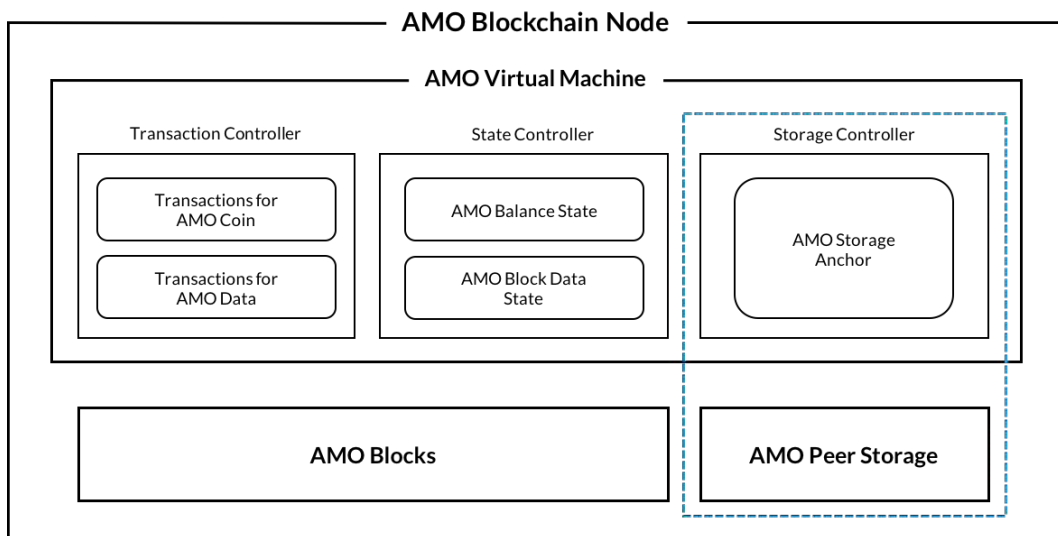 AMO Blockchain Node
AMO Virtual Machine
Transaction Controller
Transactions for
AMO Coin
Transactions for
AMO Data
State Controller
AMO Balance State
AMO Block Data
State
Storage Controller
AMO Storage
Anchor
AMO Blocks
AMO Peer Storage